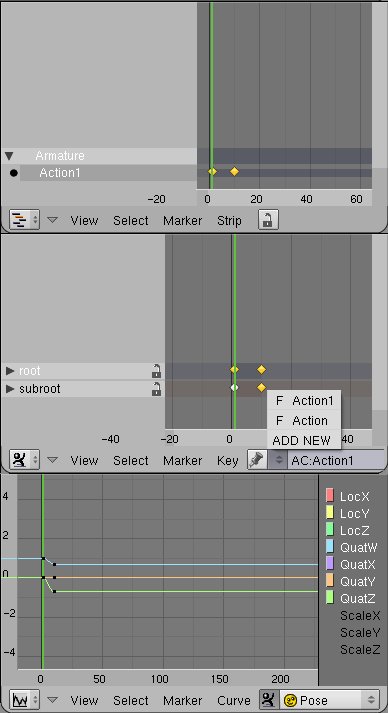 Armature
Action1
-20 0 20 40 60
View Select Marker Strip
root
subroot
F Action1
F Action
ADD NEW
-40 -20 0 40
View Select Marker Key AC:Action1
4
2
0
-2
-4
LocX
LocY
LocZ
QuatW
QuatX
QuatY
QuatZ
ScaleX
ScaleY
ScaleZ
0 50 100 150 200
View Select Marker Curve Pose